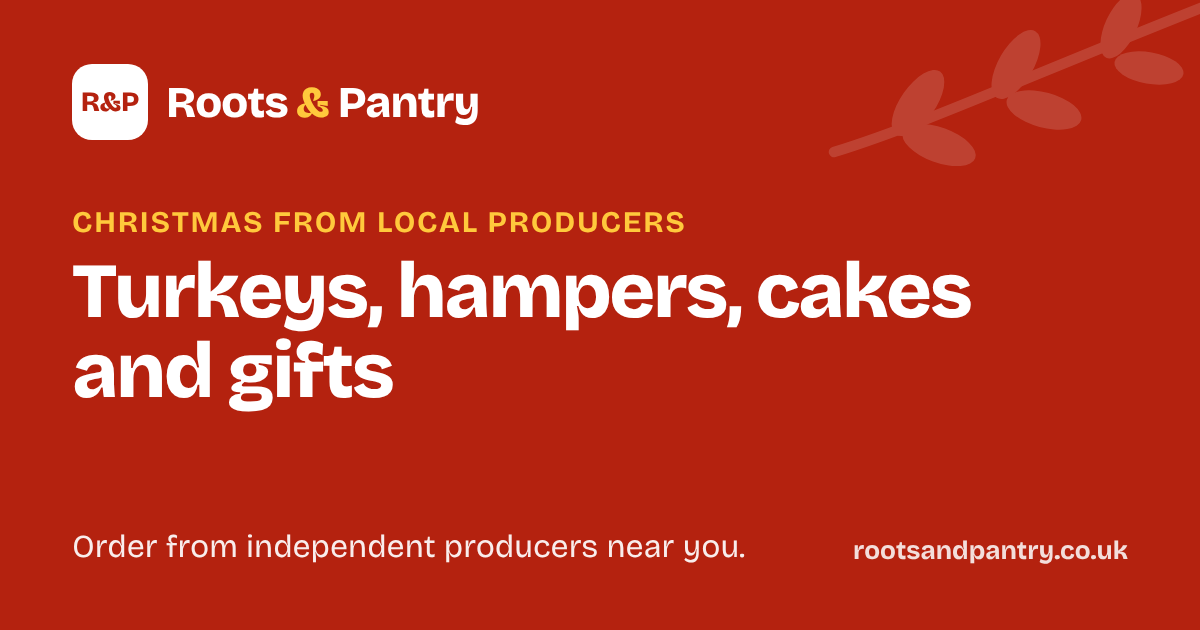 R&P
Roots & Pantry
CHRISTMAS FROM LOCAL PRODUCERS
Turkeys, hampers, cakes
and gifts
Order from independent producers near you.
rootsandpantry.co.uk